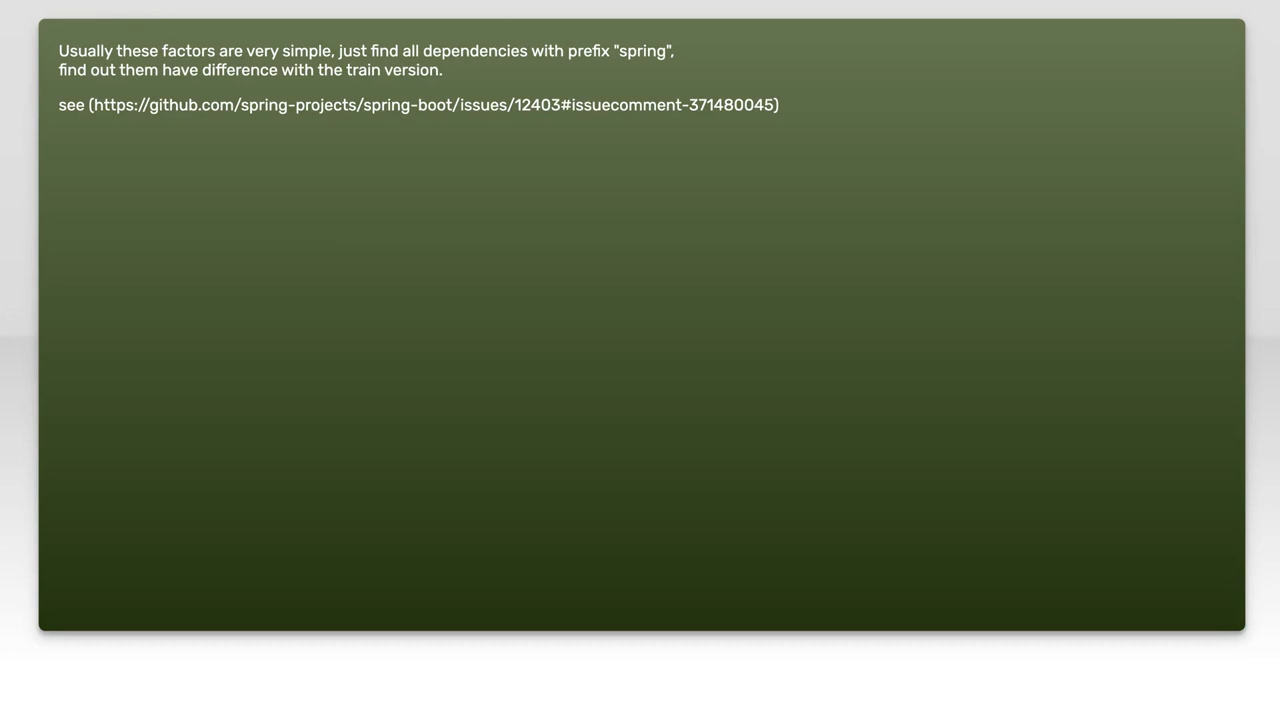 Usually these factors are very simple, just find all dependencies with prefix "spring",
find out them have difference with the train version.
see (https://github.com/spring-projects/spring-boot/issues/12403#issuecomment-371480045)